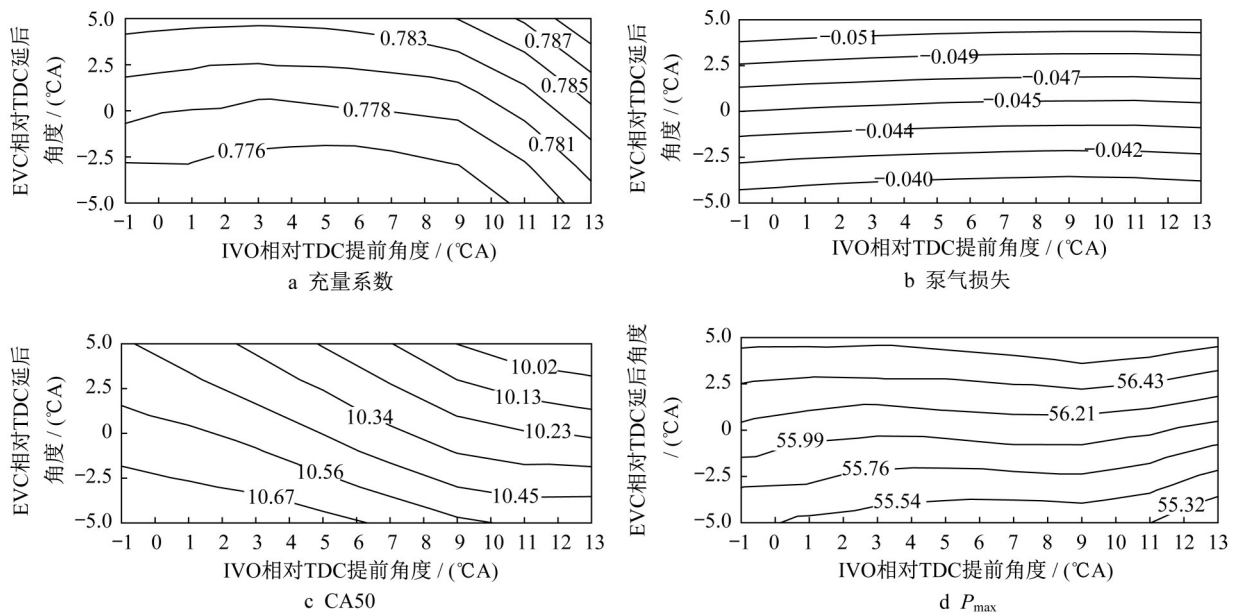 EVC相对TDC延后
角度 / (℃A)
5.0
2.5
0
−2.5
−5.0
0.783
0.787
0.785
0.778
0.781
0.776
−1 0 1 2 3 4 5 6 7 8 9 10 11 12 13
IVO相对TDC提前角度 / (℃A)
a 充量系数
EVC相对TDC延后
角度 / (℃A)
5.0
2.5
0
−2.5
−5.0
−0.051
−0.049
−0.047
−0.045
−0.044
−0.042
−0.040
−1 0 1 2 3 4 5 6 7 8 9 10 11 12 13
IVO相对TDC提前角度 / (℃A)
b 泵气损失
EVC相对TDC延后
角度 / (℃A)
5.0
2.5
0
−2.5
−5.0
10.02
10.13
10.34
10.23
10.56
10.45
10.67
−1 0 1 2 3 4 5 6 7 8 9 10 11 12 13
IVO相对TDC提前角度 / (℃A)
c CA50
EVC相对TDC延后角度
/ (℃A)
5.0
2.5
0
−2.5
−5.0
56.43
56.21
55.99
55.76
55.54
55.32
−1 0 1 2 3 4 5 6 7 8 9 10 11 12 13
IVO相对TDC提前角度 / (℃A)
d Pmax